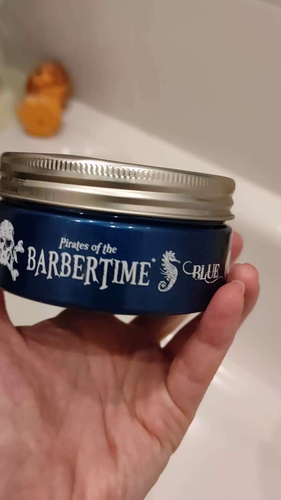 Pirates of the
BARBERTIME®
BLUE